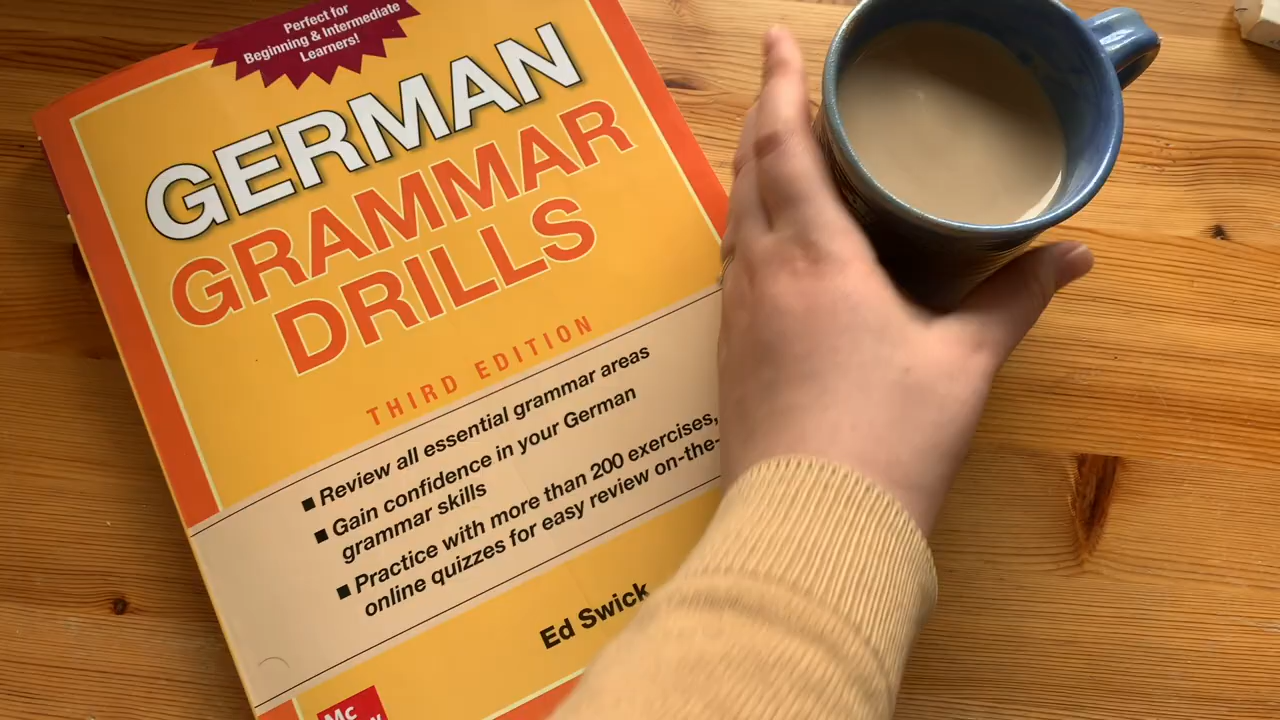 Perfect for
Beginning & Intermediate
Learners!
GERMAN
GRAMMAR
DRILLS
THIRD EDITION
■ Review all essential grammar areas
■ Gain confidence in your German
grammar skills
■ Practice with more than 200 exercises,
online quizzes for easy review on-the-
Ed Swick
Mc